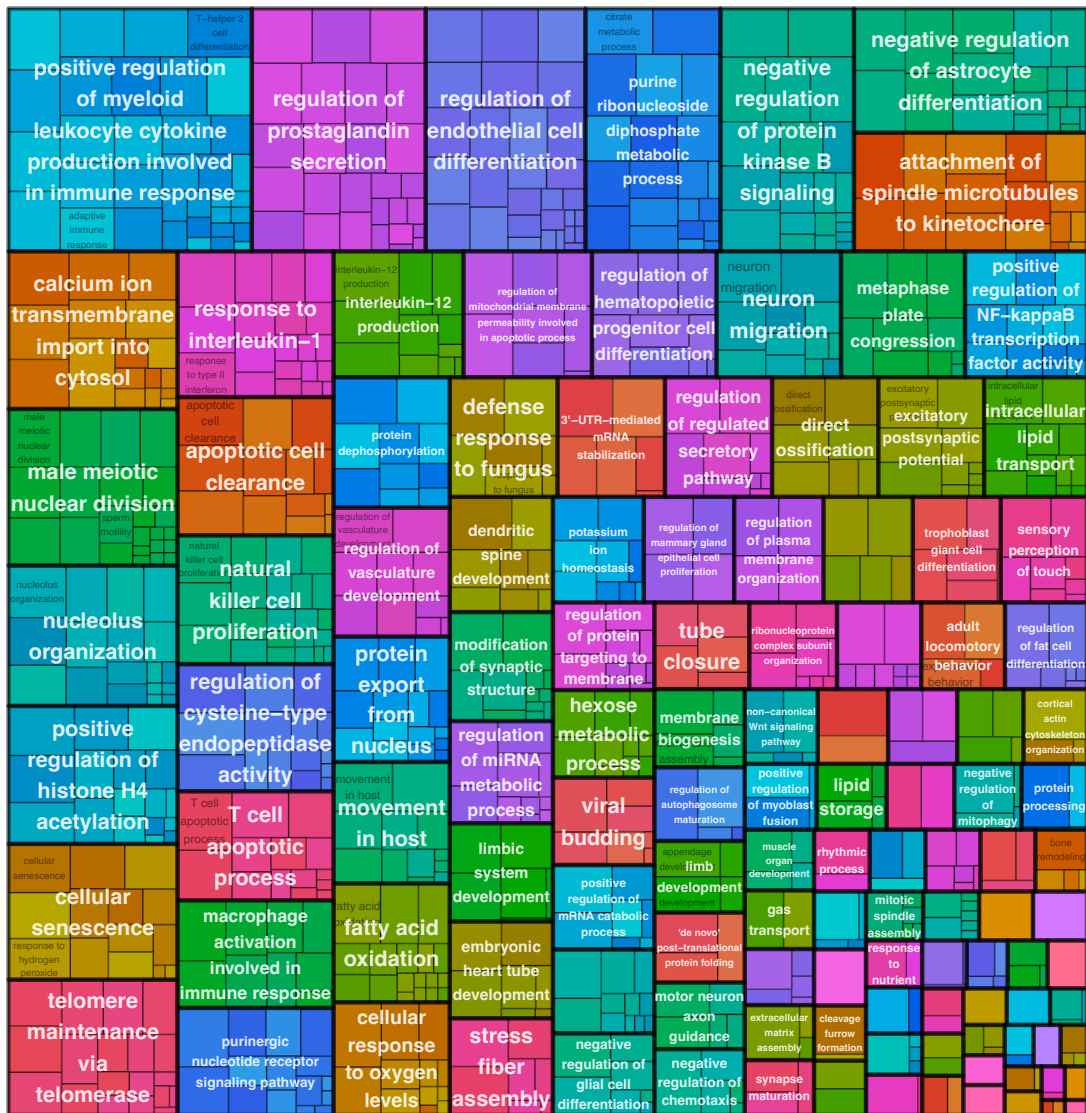 T−helper 2
cell
differentiation
positive regulation
of myeloid
leukocyte cytokine
production involved
in immune response
adaptive
immune
response
regulation of
prostaglandin
secretion
regulation of
endothelial cell
differentiation
citrate
metabolic
process
purine
ribonucleoside
diphosphate
metabolic
process
negative
regulation
of protein
kinase B
signaling
negative regulation
of astrocyte
differentiation
attachment of
spindle microtubules
to kinetochore
calcium ion
transmembrane
import into
cytosol
response to
interleukin−1
response
to type II
interferon
interleukin−12
production
interleukin−12
production
regulation of
mitochondrial membrane
permeability involved
in apoptotic process
regulation of
hematopoietic
progenitor cell
differentiation
neuron
migration
neuron
migration
metaphase
plate
congression
positive
regulation of
NF−kappaB
transcription
factor activity
male
meiotic
nuclear
division
male meiotic
nuclear division
sperm
motility
apoptotic
cell
clearance
apoptotic cell
clearance
protein
dephosphorylation
defense
response
to fungus
to fungus
3'−UTR−mediated
mRNA
stabilization
regulation
of regulated
secretory
pathway
direct
ossification
direct
ossification
excitatory
postsynaptic
excitatory
postsynaptic
potential
intracellular
lipid
intracellular
lipid
transport
nucleolus
organization
nucleolus
organization
natural
killer cell
proliferation
natural
killer cell
proliferation
regulation of
vasculature
development
regulation of
vasculature
development
dendritic
spine
development
potassium
ion
homeostasis
regulation of
mammary gland
epithelial cell
proliferation
regulation
of plasma
membrane
organization
trophoblast
giant cell
differentiation
sensory
perception
of touch
positive
regulation of
histone H4
acetylation
regulation of
cysteine−type
endopeptidase
activity
protein
export
from
nucleus
modification
of synaptic
structure
regulation
of protein
targeting to
membrane
tube
closure
ribonucleoprotein
complex subunit
organization
adult
locomotory
behavior
behavior
regulation
of fat cell
differentiation
regulation
of miRNA
metabolic
process
hexose
metabolic
process
membrane
biogenesis
assembly
non−canonical
Wnt signaling
pathway
cortical
actin
cytoskeleton
organization
cellular
senescence
cellular
senescence
response to
hydrogen
peroxide
T cell
apoptotic
process
T cell
apoptotic
process
movement
in host
movement
in host
viral
budding
regulation of
autophagosome
maturation
positive
regulation
of myoblast
fusion
lipid
storage
negative
regulation
of
mitophagy
protein
processing
limbic
system
development
appendage
development
limb
development
muscle
organ
development
rhythmic
process
bone
remodeling
telomere
maintenance
via
telomerase
macrophage
activation
involved in
immune response
fatty acid
oxidation
fatty acid
oxidation
positive
regulation of
mRNA catabolic
process
gas
transport
mitotic
spindle
assembly
embryonic
heart tube
development
'de novo'
post−translational
protein folding
response
to
nutrient
purinergic
nucleotide receptor
signaling pathway
cellular
response
to oxygen
levels
stress
fiber
assembly
motor neuron
axon
guidance
extracellular
matrix
assembly
cleavage
furrow
formation
negative
regulation of
glial cell
differentiation
negative
regulation of
chemotaxis
synapse
maturation